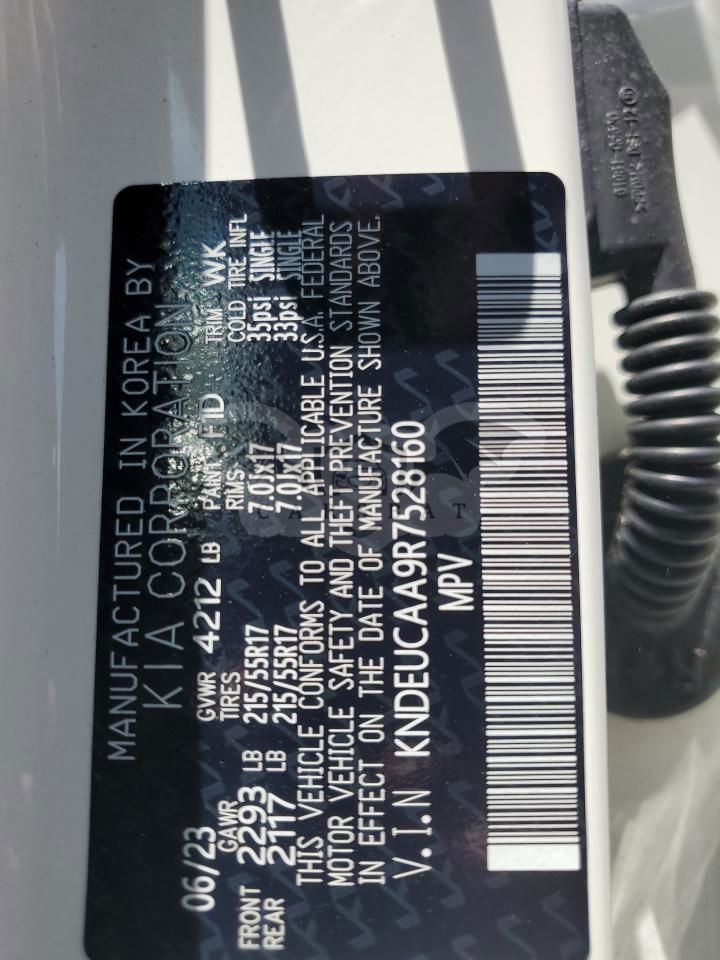 MANUFACTURED IN KOREA BY
KIA CORPORATION
06/23 GVWR 4212 LB PAINT HD TRIM WK
GAWR TIRES RIMS COLD TIRE INFL
FRONT 2293 LB 215/55R17 7.0JX17 35psi SINGLE
REAR 2117 LB 215/55R17 7.0JX17 33psi SINGLE
THIS VEHICLE CONFORMS TO ALL APPLICABLE U.S.A. FEDERAL
MOTOR VEHICLE SAFETY AND THEFT PREVENTION STANDARDS
IN EFFECT ON THE DATE OF MANUFACTURE SHOWN ABOVE.
V.I.N KNDEUCAA9R7528160
MPV